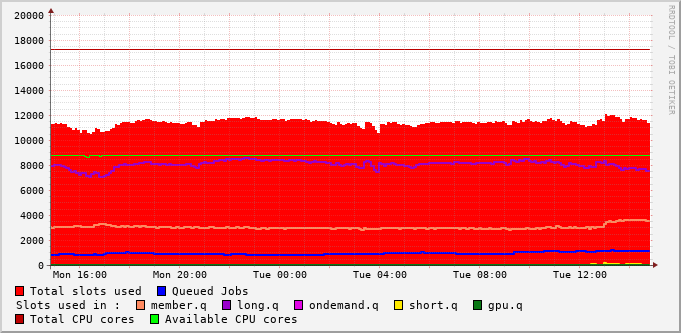 20000
18000
16000
14000
12000
10000
8000
6000
4000
2000
0
Mon 16:00 Mon 20:00 Tue 00:00 Tue 04:00 Tue 08:00 Tue 12:00
Total slots used Queued Jobs
Slots used in : member.q long.q ondemand.q short.q gpu.q
Total CPU cores Available CPU cores
RRDTOOL / TOBI OETIKER